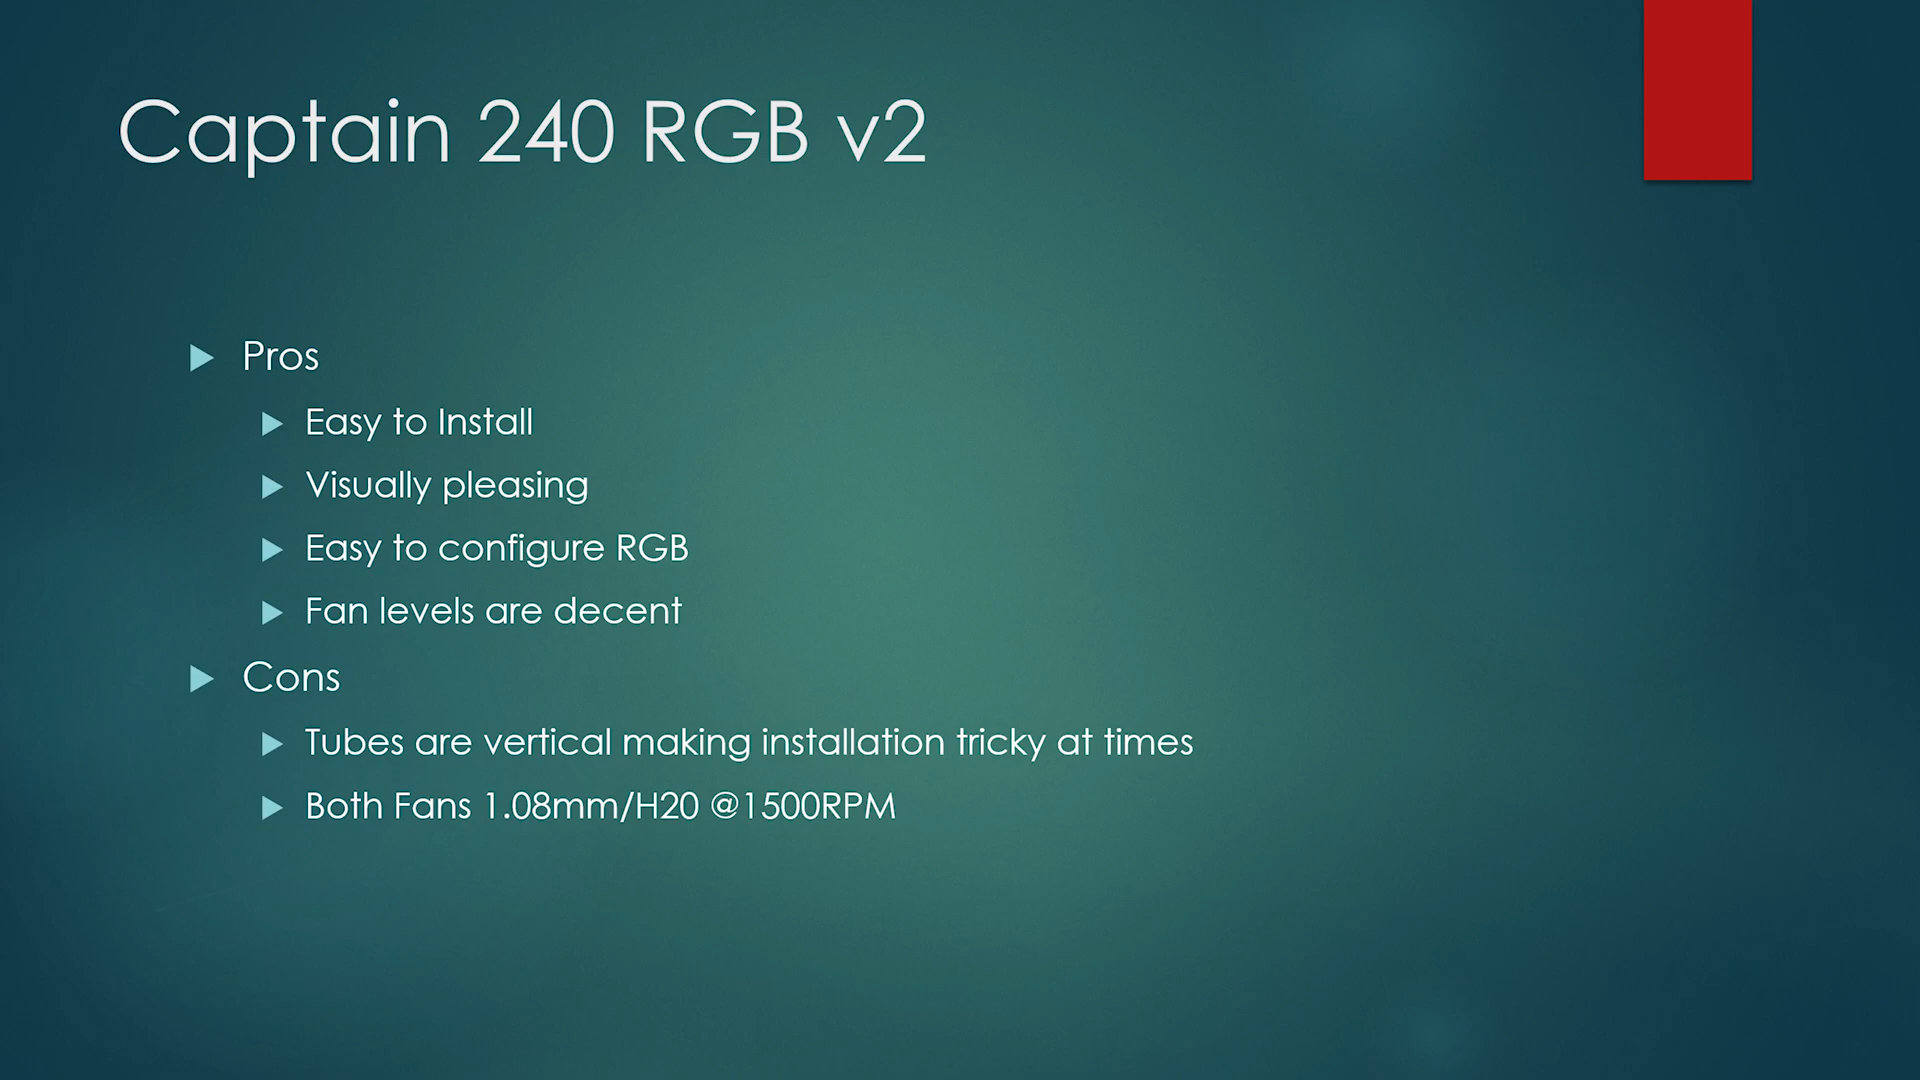 Captain 240 RGB v2
Pros
Easy to Install
Visually pleasing
Easy to configure RGB
Fan levels are decent
Cons
Tubes are vertical making installation tricky at times
Both Fans 1.08mm/H20 @1500RPM